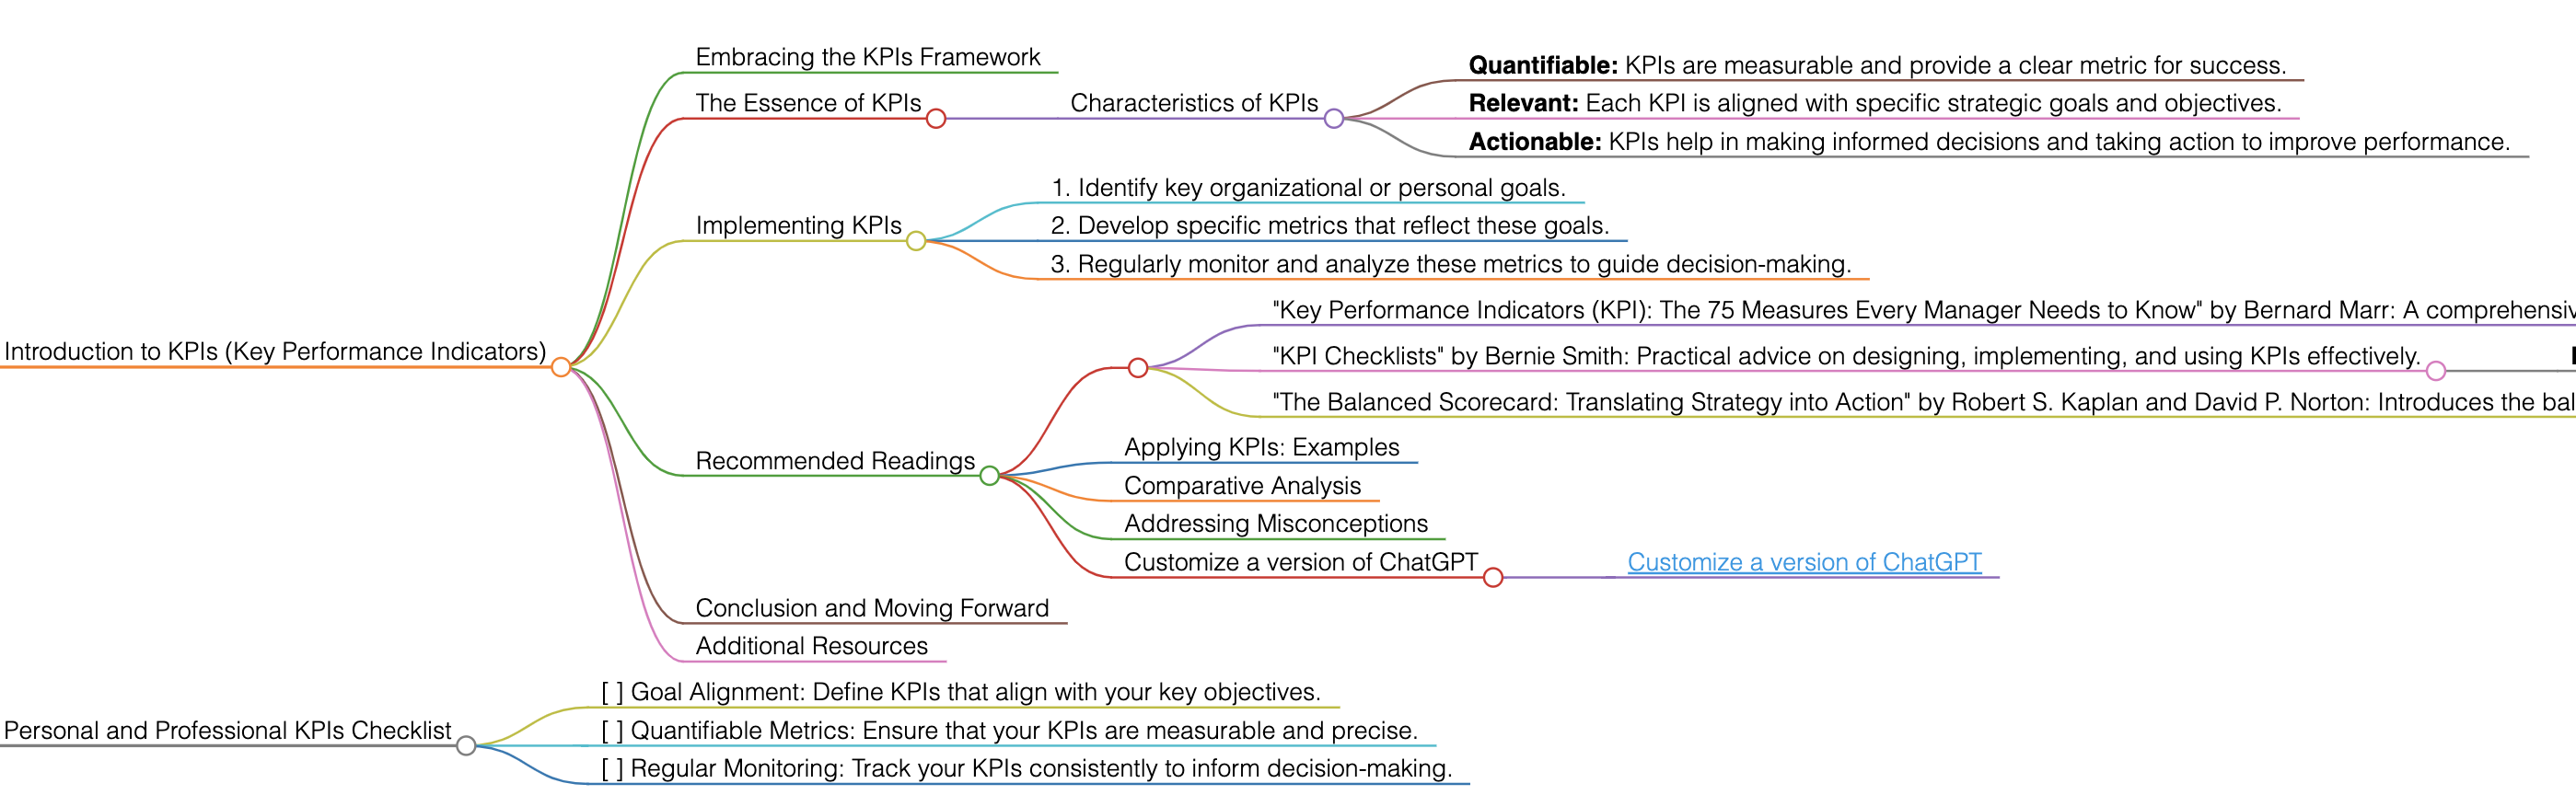 Embracing the KPIs Framework
The Essence of KPIs
Characteristics of KPIs
Quantifiable: KPIs are measurable and provide a clear metric for success.
Relevant: Each KPI is aligned with specific strategic goals and objectives.
Actionable: KPIs help in making informed decisions and taking action to improve performance.
Implementing KPIs
1. Identify key organizational or personal goals.
2. Develop specific metrics that reflect these goals.
3. Regularly monitor and analyze these metrics to guide decision-making.
Introduction to KPIs (Key Performance Indicators)
"Key Performance Indicators (KPI): The 75 Measures Every Manager Needs to Know" by Bernard Marr: A
"KPI Checklists" by Bernie Smith: Practical advice on designing, implementing, and using KPIs effectively.
"The Balanced Scorecard: Translating Strategy into Action" by Robert S. Kaplan and David P. Norton: Introduces the
Recommended Readings
Applying KPIs: Examples
Comparative Analysis
Addressing Misconceptions
Customize a version of ChatGPT
Customize a version of ChatGPT
Conclusion and Moving Forward
Additional Resources
Personal and Professional KPIs Checklist
[ ] Goal Alignment: Define KPIs that align with your key objectives.
[ ] Quantifiable Metrics: Ensure that your KPIs are measurable and precise.
[ ] Regular Monitoring: Track your KPIs consistently to inform decision-making.